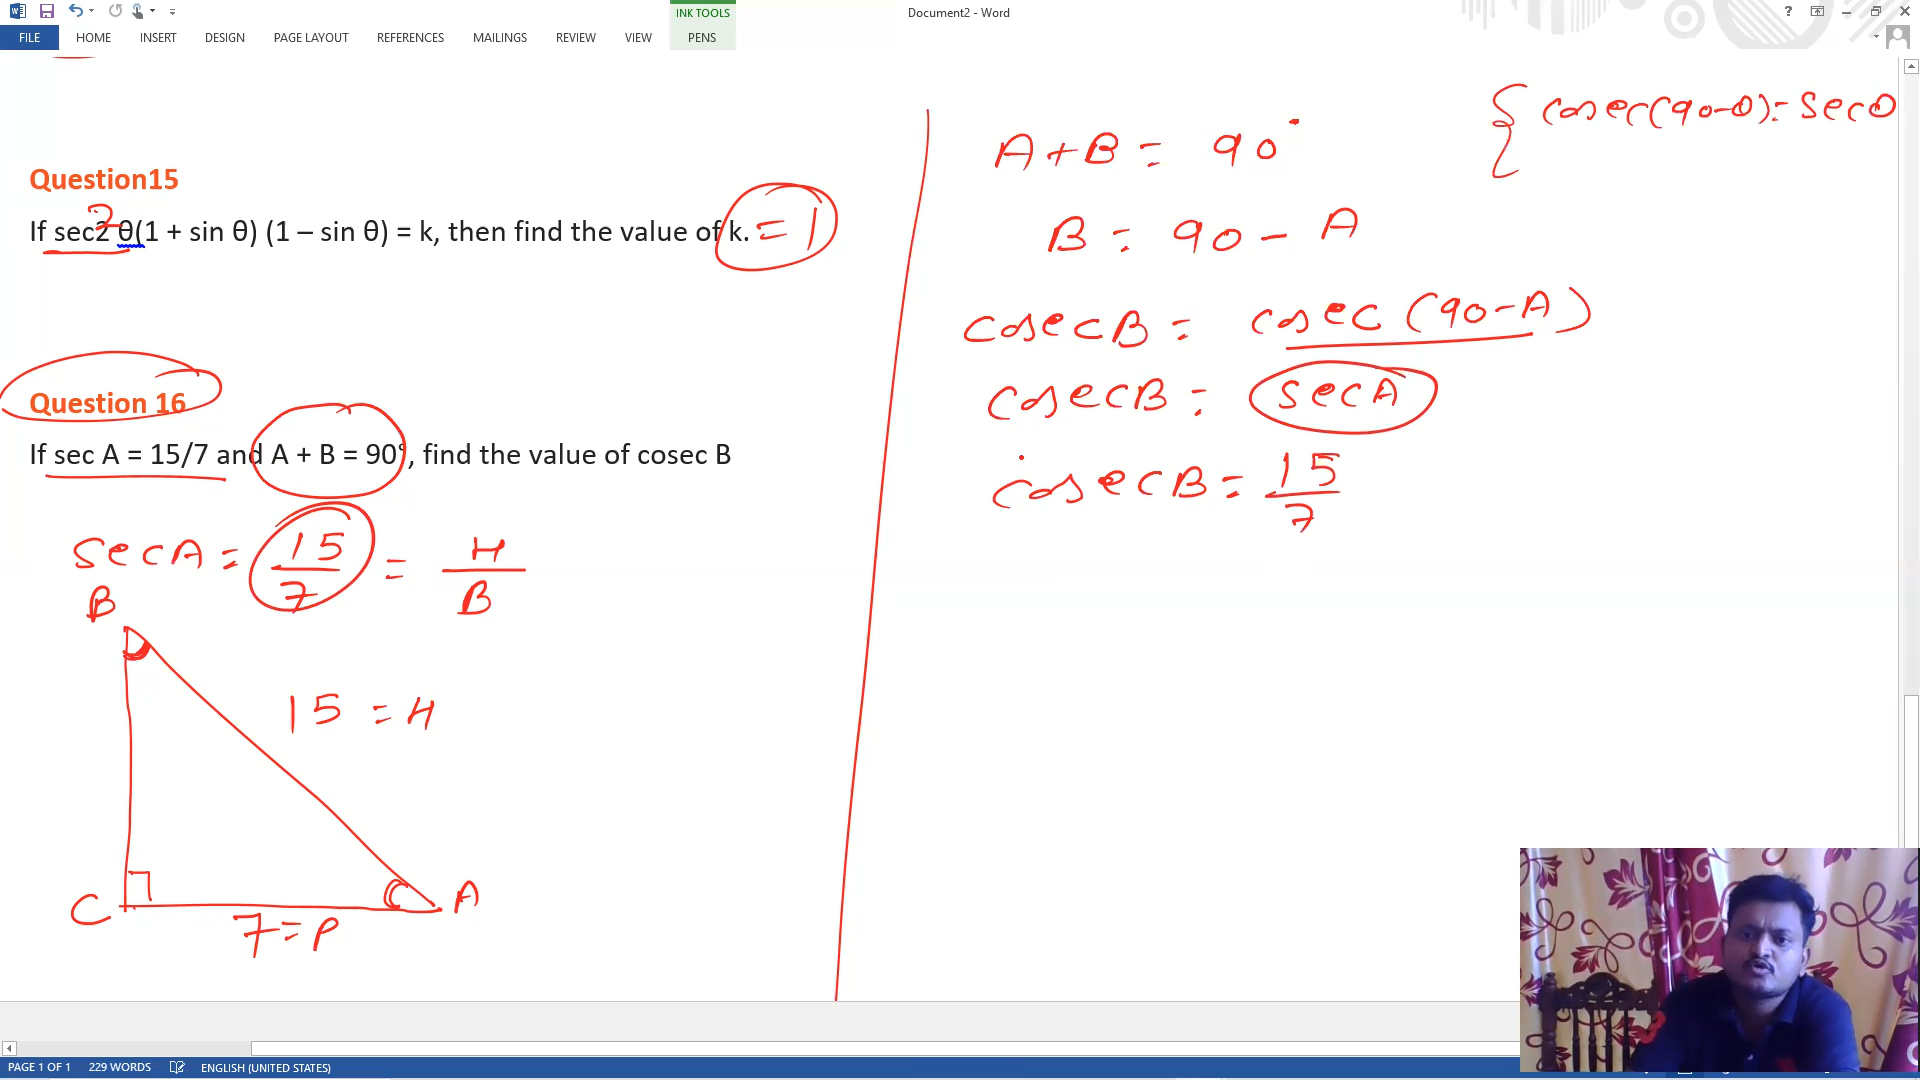 Document2 - Word
INK TOOLS
FILE HOME INSERT DESIGN PAGE LAYOUT REFERENCES MAILINGS REVIEW VIEW PENS
Question15
If sec2 θ(1 + sin θ) (1 – sin θ) = k, then find the value of k. = 1
2
Question 16
If sec A = 15/7 and A + B = 90°, find the value of cosec B
secA = 15/7 = H/B
B
15 = H
C
A
7 = P
A+B = 90°
B = 90 - A
cosecB = cosec (90-A)
cosecB = secA
cosecB = 15/7
{ cosec(90-θ) = secθ
PAGE 1 OF 1 229 WORDS ENGLISH (UNITED STATES)